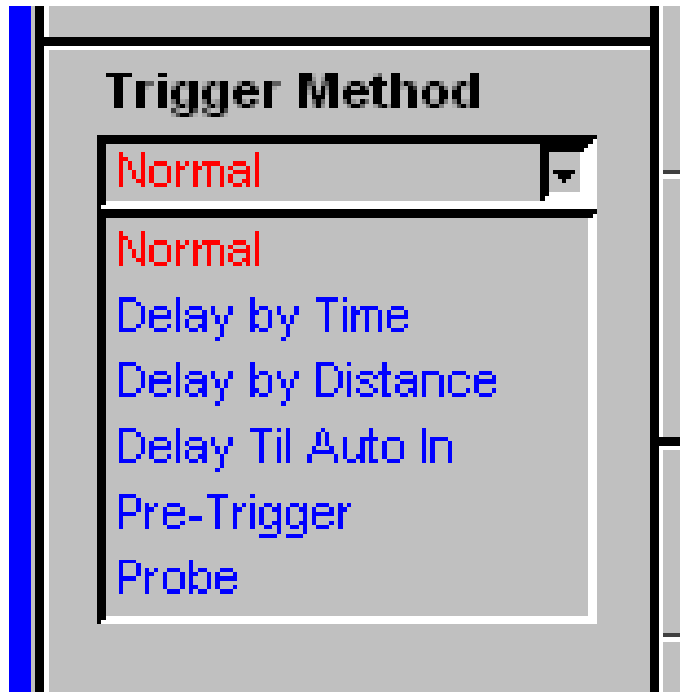 Trigger Method
Normal
Normal
Delay by Time
Delay by Distance
Delay Til Auto In
Pre-Trigger
Probe